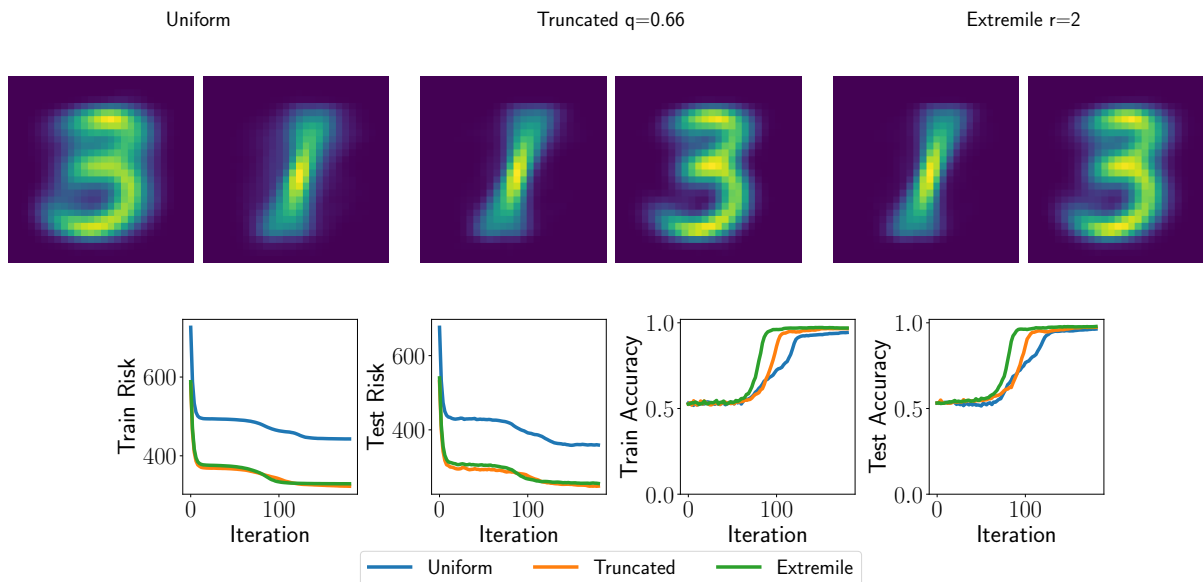 Uniform
Truncated q=0.66
Extremile r=2
Train Risk
600
400
0
100
Iteration
Test Risk
600
400
0
100
Iteration
Train Accuracy
1.0
0.5
0.0
0
100
Iteration
Test Accuracy
1.0
0.5
0.0
0
100
Iteration
Uniform
Truncated
Extremile